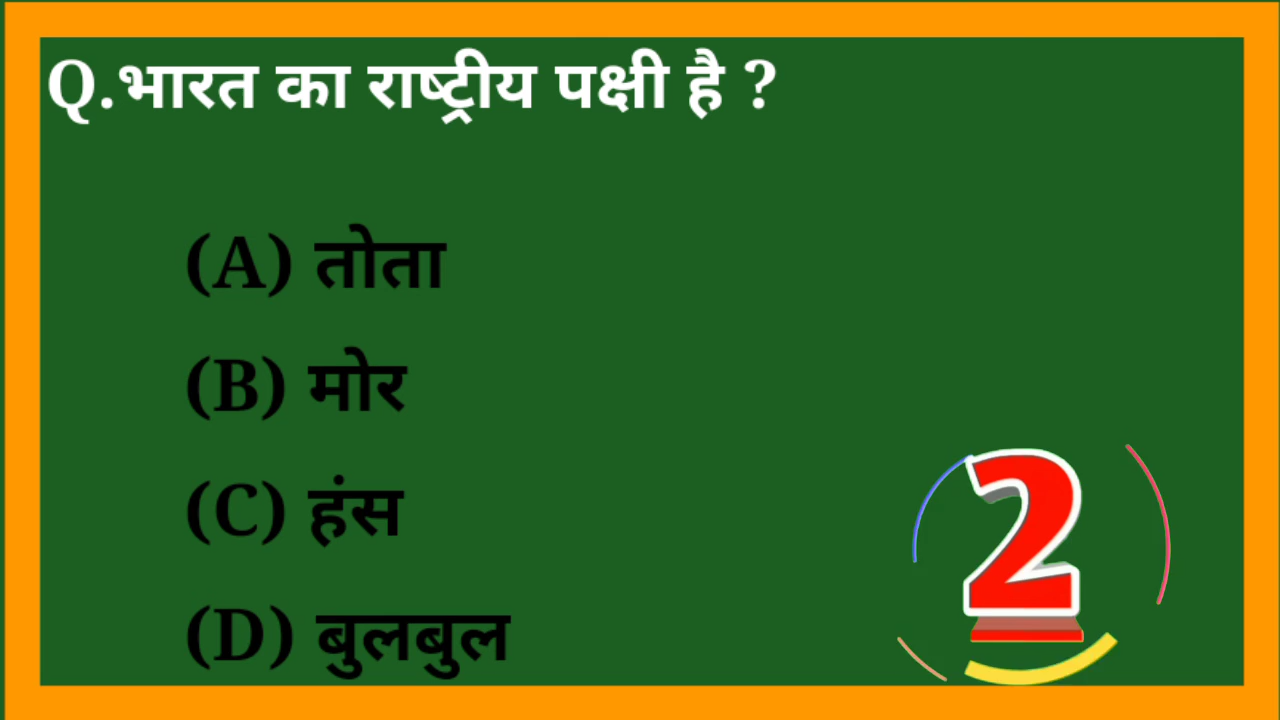 Q.भारत का राष्ट्रीय पक्षी है ?
(A) तोता
(B) मोर
(C) हंस
(D) बुलबुल
2